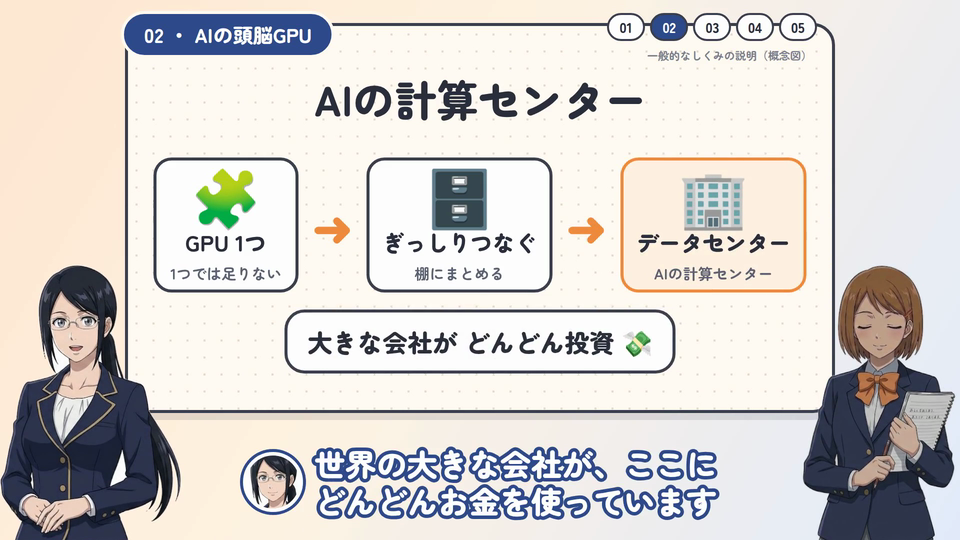 02 ・ AIの頭脳GPU
01 02 03 04 05
一般的なしくみの説明（概念図）
AIの計算センター
GPU 1つ
1つでは足りない
ぎっしりつなぐ
棚にまとめる
データセンター
AIの計算センター
大きな会社が どんどん投資
世界の大きな会社が、ここに
どんどんお金を使っています